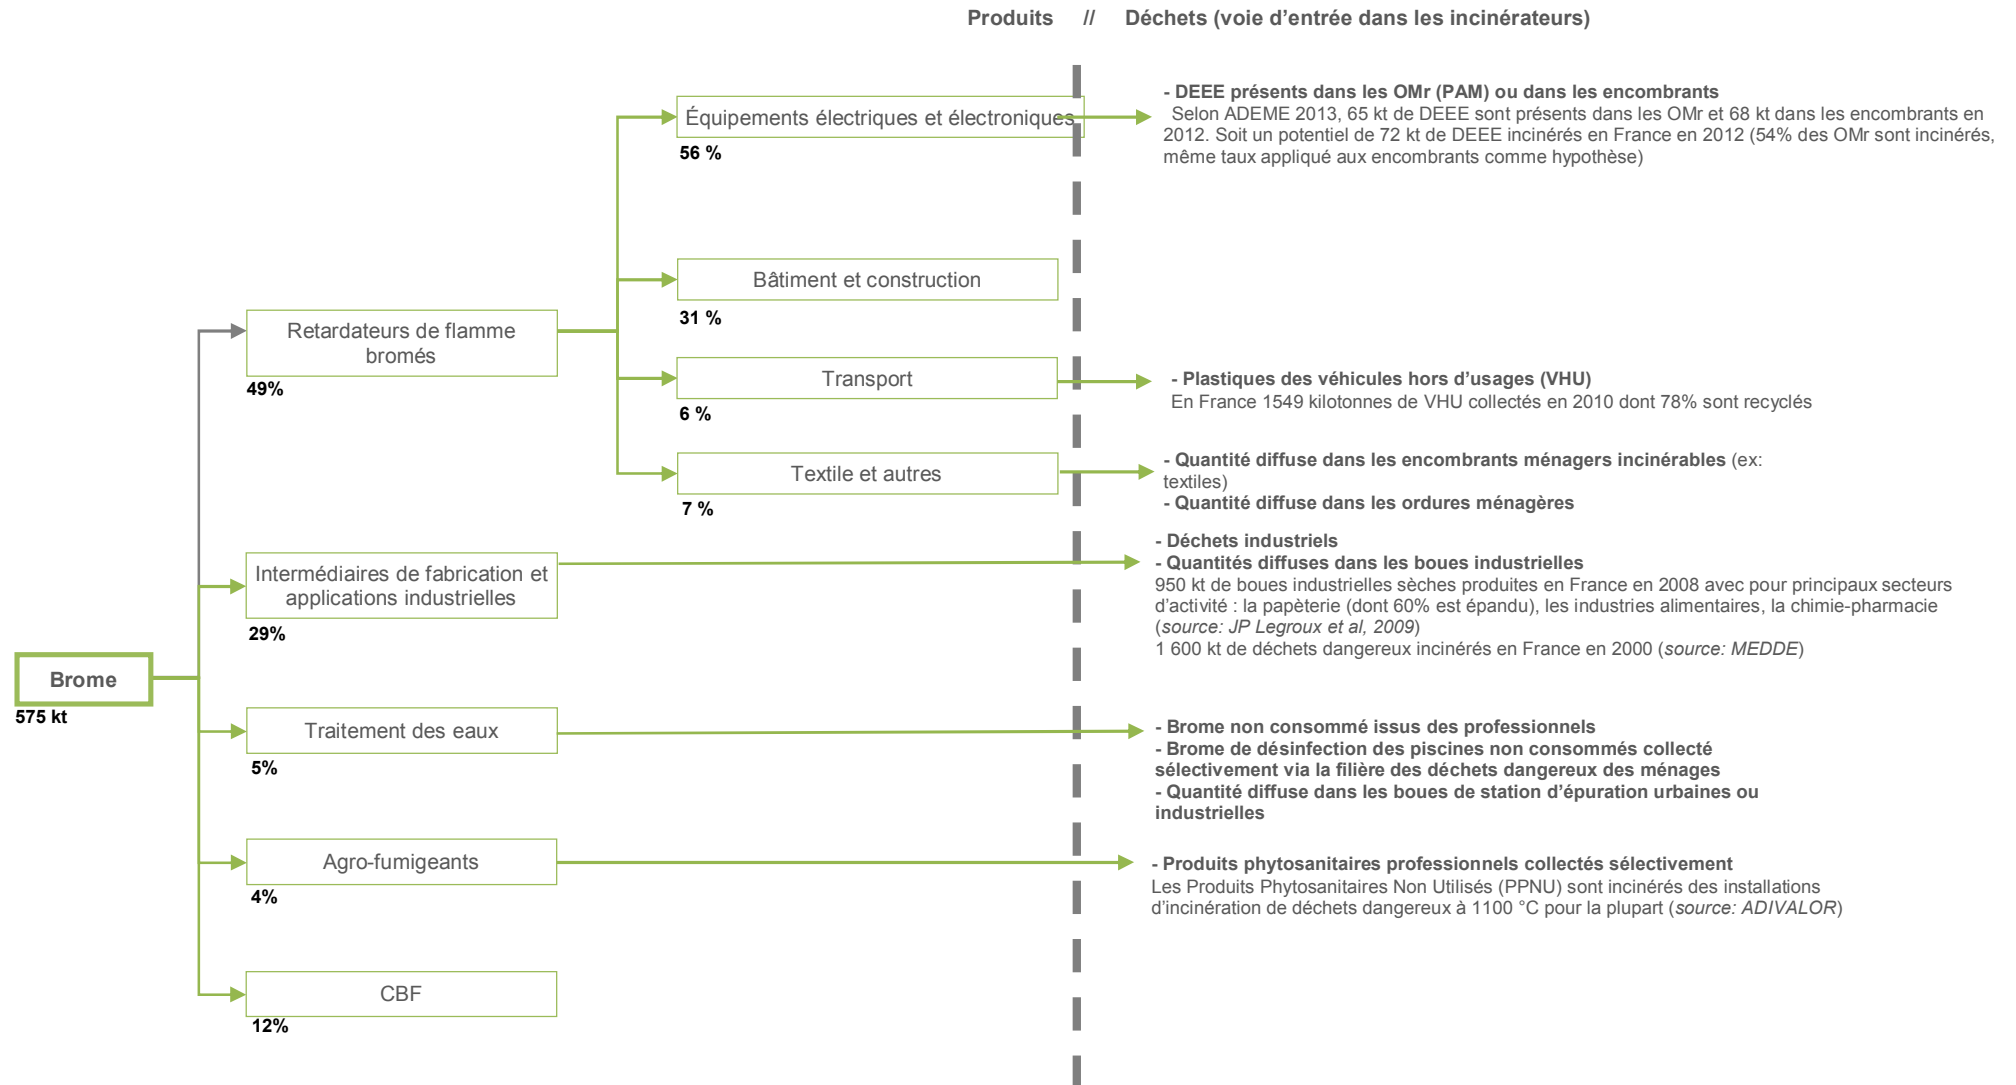 Produits // Déchets (voie d'entrée dans les incinérateurs)
Équipements électriques et électroniques
56 %
- DEEE présents dans les OMr (PAM) ou dans les encombrants
Selon ADEME 2013, 65 kt de DEEE sont présents dans les OMr et 68 kt dans les encombrants en
2012. Soit un potentiel de 72 kt de DEEE incinérés en France en 2012 (54% des OMr sont incinérés,
même taux appliqué aux encombrants comme hypothèse)
Bâtiment et construction
31 %
Retardateurs de flamme
bromés
49%
Transport
6 %
- Plastiques des véhicules hors d'usages (VHU)
En France 1549 kilotonnes de VHU collectés en 2010 dont 78% sont recyclés
Textile et autres
7 %
- Quantité diffuse dans les encombrants ménagers incinérables (ex:
textiles)
- Quantité diffuse dans les ordures ménagères
Intermédiaires de fabrication et
applications industrielles
29%
- Déchets industriels
- Quantités diffuses dans les boues industrielles
950 kt de boues industrielles sèches produites en France en 2008 avec pour principaux secteurs
d'activité : la papèterie (dont 60% est épandu), les industries alimentaires, la chimie-pharmacie
(source: JP Legroux et al, 2009)
1 600 kt de déchets dangereux incinérés en France en 2000 (source: MEDDE)
Brome
575 kt
Traitement des eaux
5%
- Brome non consommé issus des professionnels
- Brome de désinfection des piscines non consommés collecté
sélectivement via la filière des déchets dangereux des ménages
- Quantité diffuse dans les boues de station d'épuration urbaines ou
industrielles
Agro-fumigeants
4%
- Produits phytosanitaires professionnels collectés sélectivement
Les Produits Phytosanitaires Non Utilisés (PPNU) sont incinérés des installations
d'incinération de déchets dangereux à 1100 °C pour la plupart (source: ADIVALOR)
CBF
12%